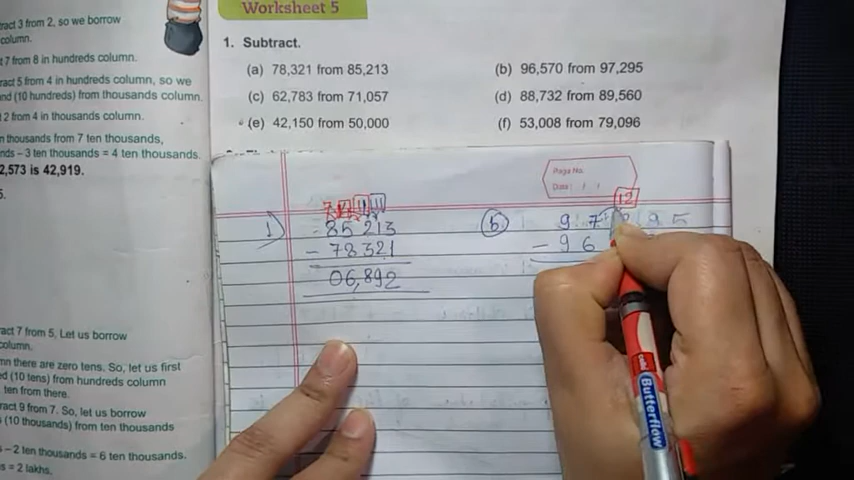 Worksheet 5
ract 3 from 2, so we borrow
column.
t 7 from 8 in hundreds column.
ract 5 from 4 in hundreds column, so we
nd (10 hundreds) from thousands column.
t 2 from 4 in thousands column.
n thousands from 7 ten thousands,
nds – 3 ten thousands = 4 ten thousands.
2,573 is 42,919.
5.
act 7 from 5. Let us borrow
column.
mn there are zero tens. So, let us first
ed (10 tens) from hundreds column
ten from there.
ract 9 from 7. So, let us borrow
s (10 thousands) from ten thousands
s – 2 ten thousands = 6 ten thousands.
s = 2 lakhs.
1. Subtract.
(a) 78,321 from 85,213
(b) 96,570 from 97,295
(c) 62,783 from 71,057
(d) 88,732 from 89,560
(e) 42,150 from 50,000
(f) 53,008 from 79,096
Page No.
Date: / /
1) 85213
- 78321
06,892
(b) 97295
12
- 96
Butterflow